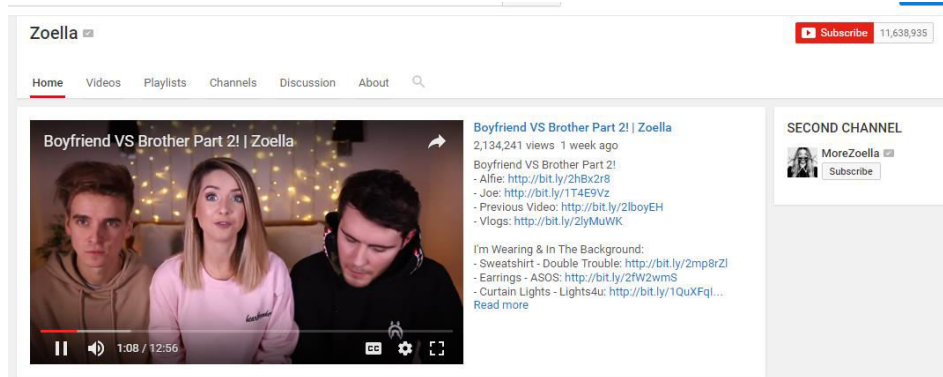 Zoella
Subscribe 11,638,935
Home Videos Playlists Channels Discussion About
Boyfriend VS Brother Part 2! | Zoella
1:08 / 12:56
CC
Boyfriend VS Brother Part 2! | Zoella
2,134,241 views 1 week ago
Boyfriend VS Brother Part 2!
- Alfie: http://bit.ly/2hBx2r8
- Joe: http://bit.ly/1T4E9Vz
- Previous Video: http://bit.ly/2lboyEH
- Vlogs: http://bit.ly/2lyMuWK
I'm Wearing & In The Background:
- Sweatshirt - Double Trouble: http://bit.ly/2mp8rZl
- Earrings - ASOS: http://bit.ly/2fW2wmS
- Curtain Lights - Lights4u: http://bit.ly/1QuXFqI...
Read more
SECOND CHANNEL
MoreZoella
Subscribe